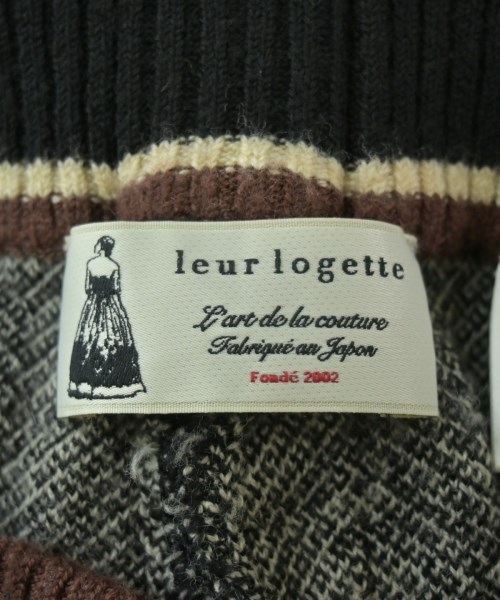 leur logette
L'art de la couture
Fabriqué au Japon
Fondé 2002